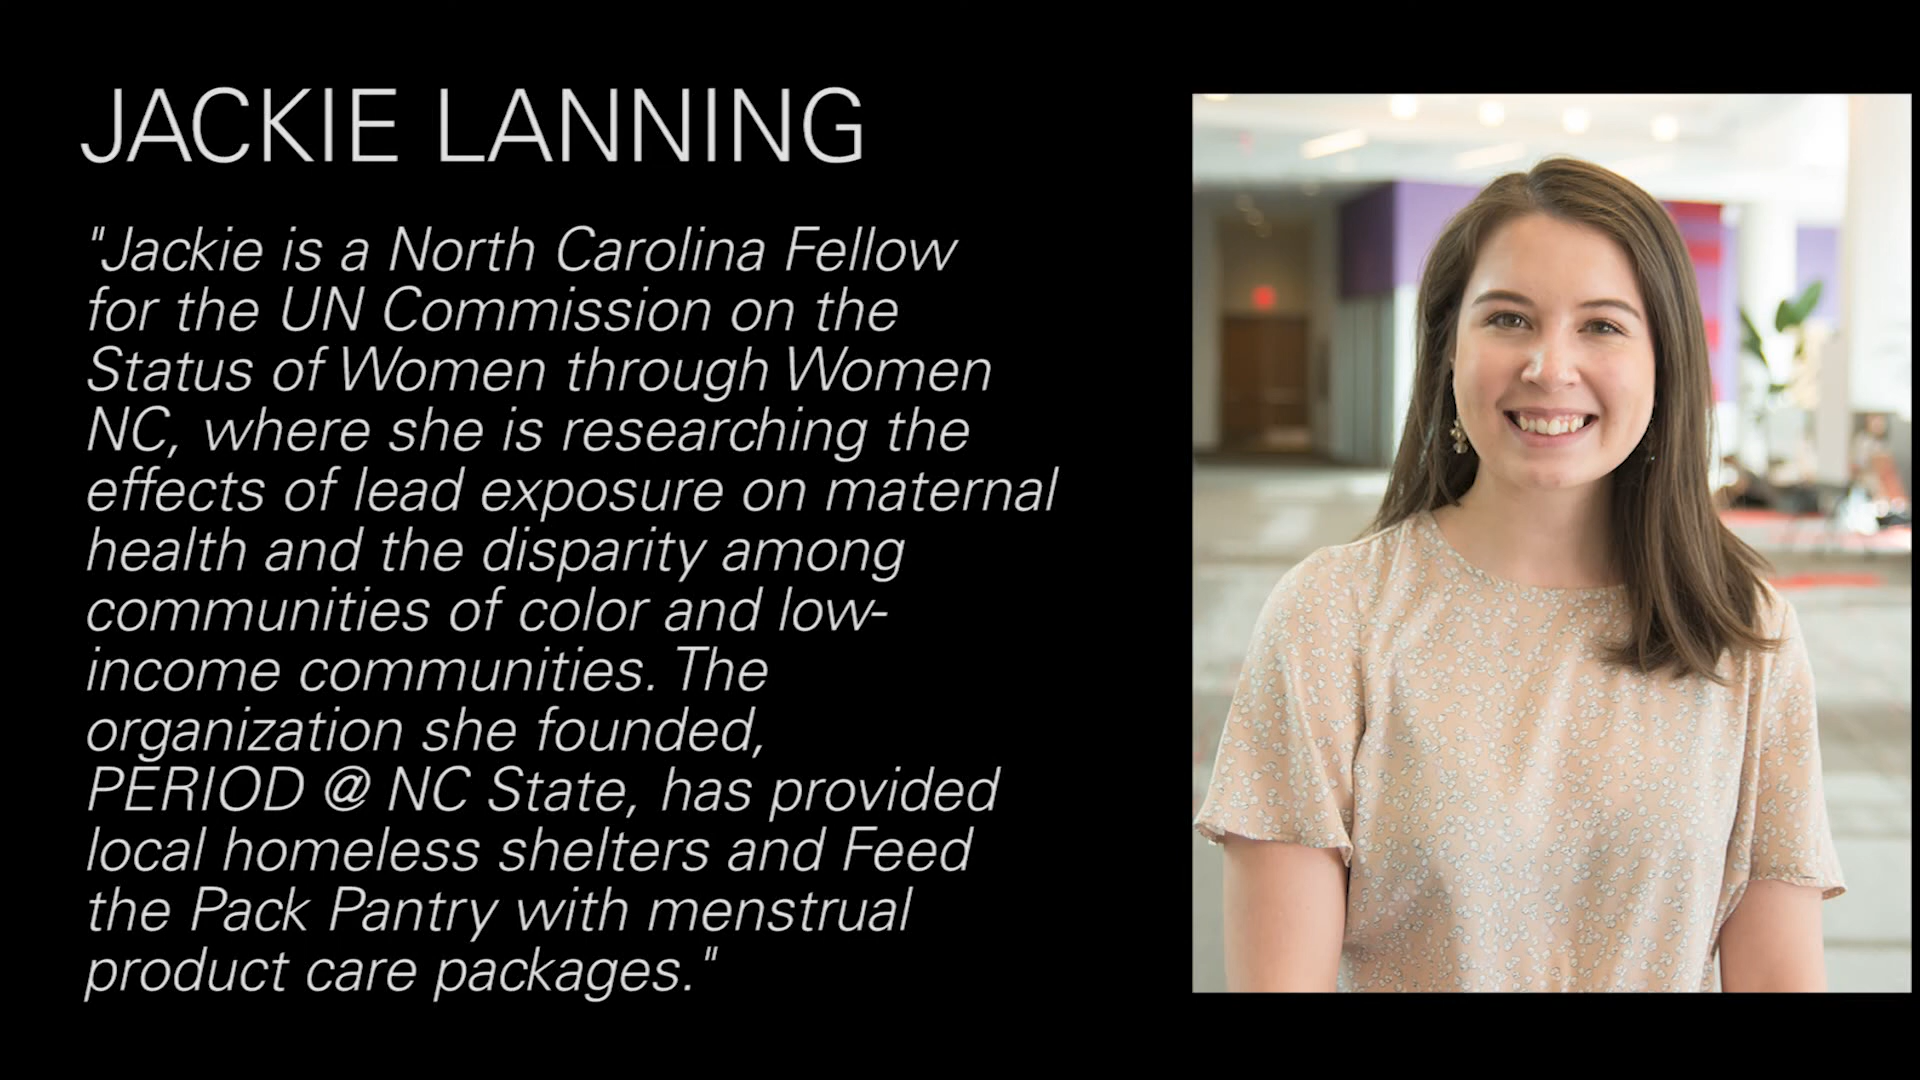 JACKIE LANNING
"Jackie is a North Carolina Fellow
for the UN Commission on the
Status of Women through Women
NC, where she is researching the
effects of lead exposure on maternal
health and the disparity among
communities of color and low-
income communities. The
organization she founded,
PERIOD @ NC State, has provided
local homeless shelters and Feed
the Pack Pantry with menstrual
product care packages."